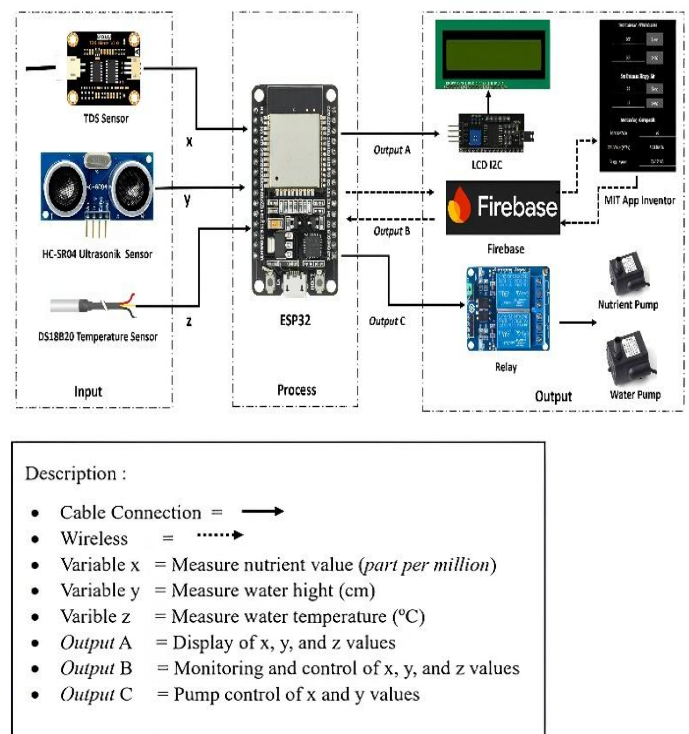 TDS Sensor
x
HC-SR04
y
HC-SR04 Ultrasonik Sensor
z
DS18B20 Temperature Sensor
Input
ESP32
Process
Output A
Output B
Output C
LCD I2C
Firebase
Firebase
MIT App Inventor
Relay
Nutrient Pump
Water Pump
Output
Description :
• Cable Connection =
• Wireless =
• Variable x = Measure nutrient value (part per million)
• Variable y = Measure water hight (cm)
• Varible z = Measure water temperature (ºC)
• Output A = Display of x, y, and z values
• Output B = Monitoring and control of x, y, and z values
• Output C = Pump control of x and y values